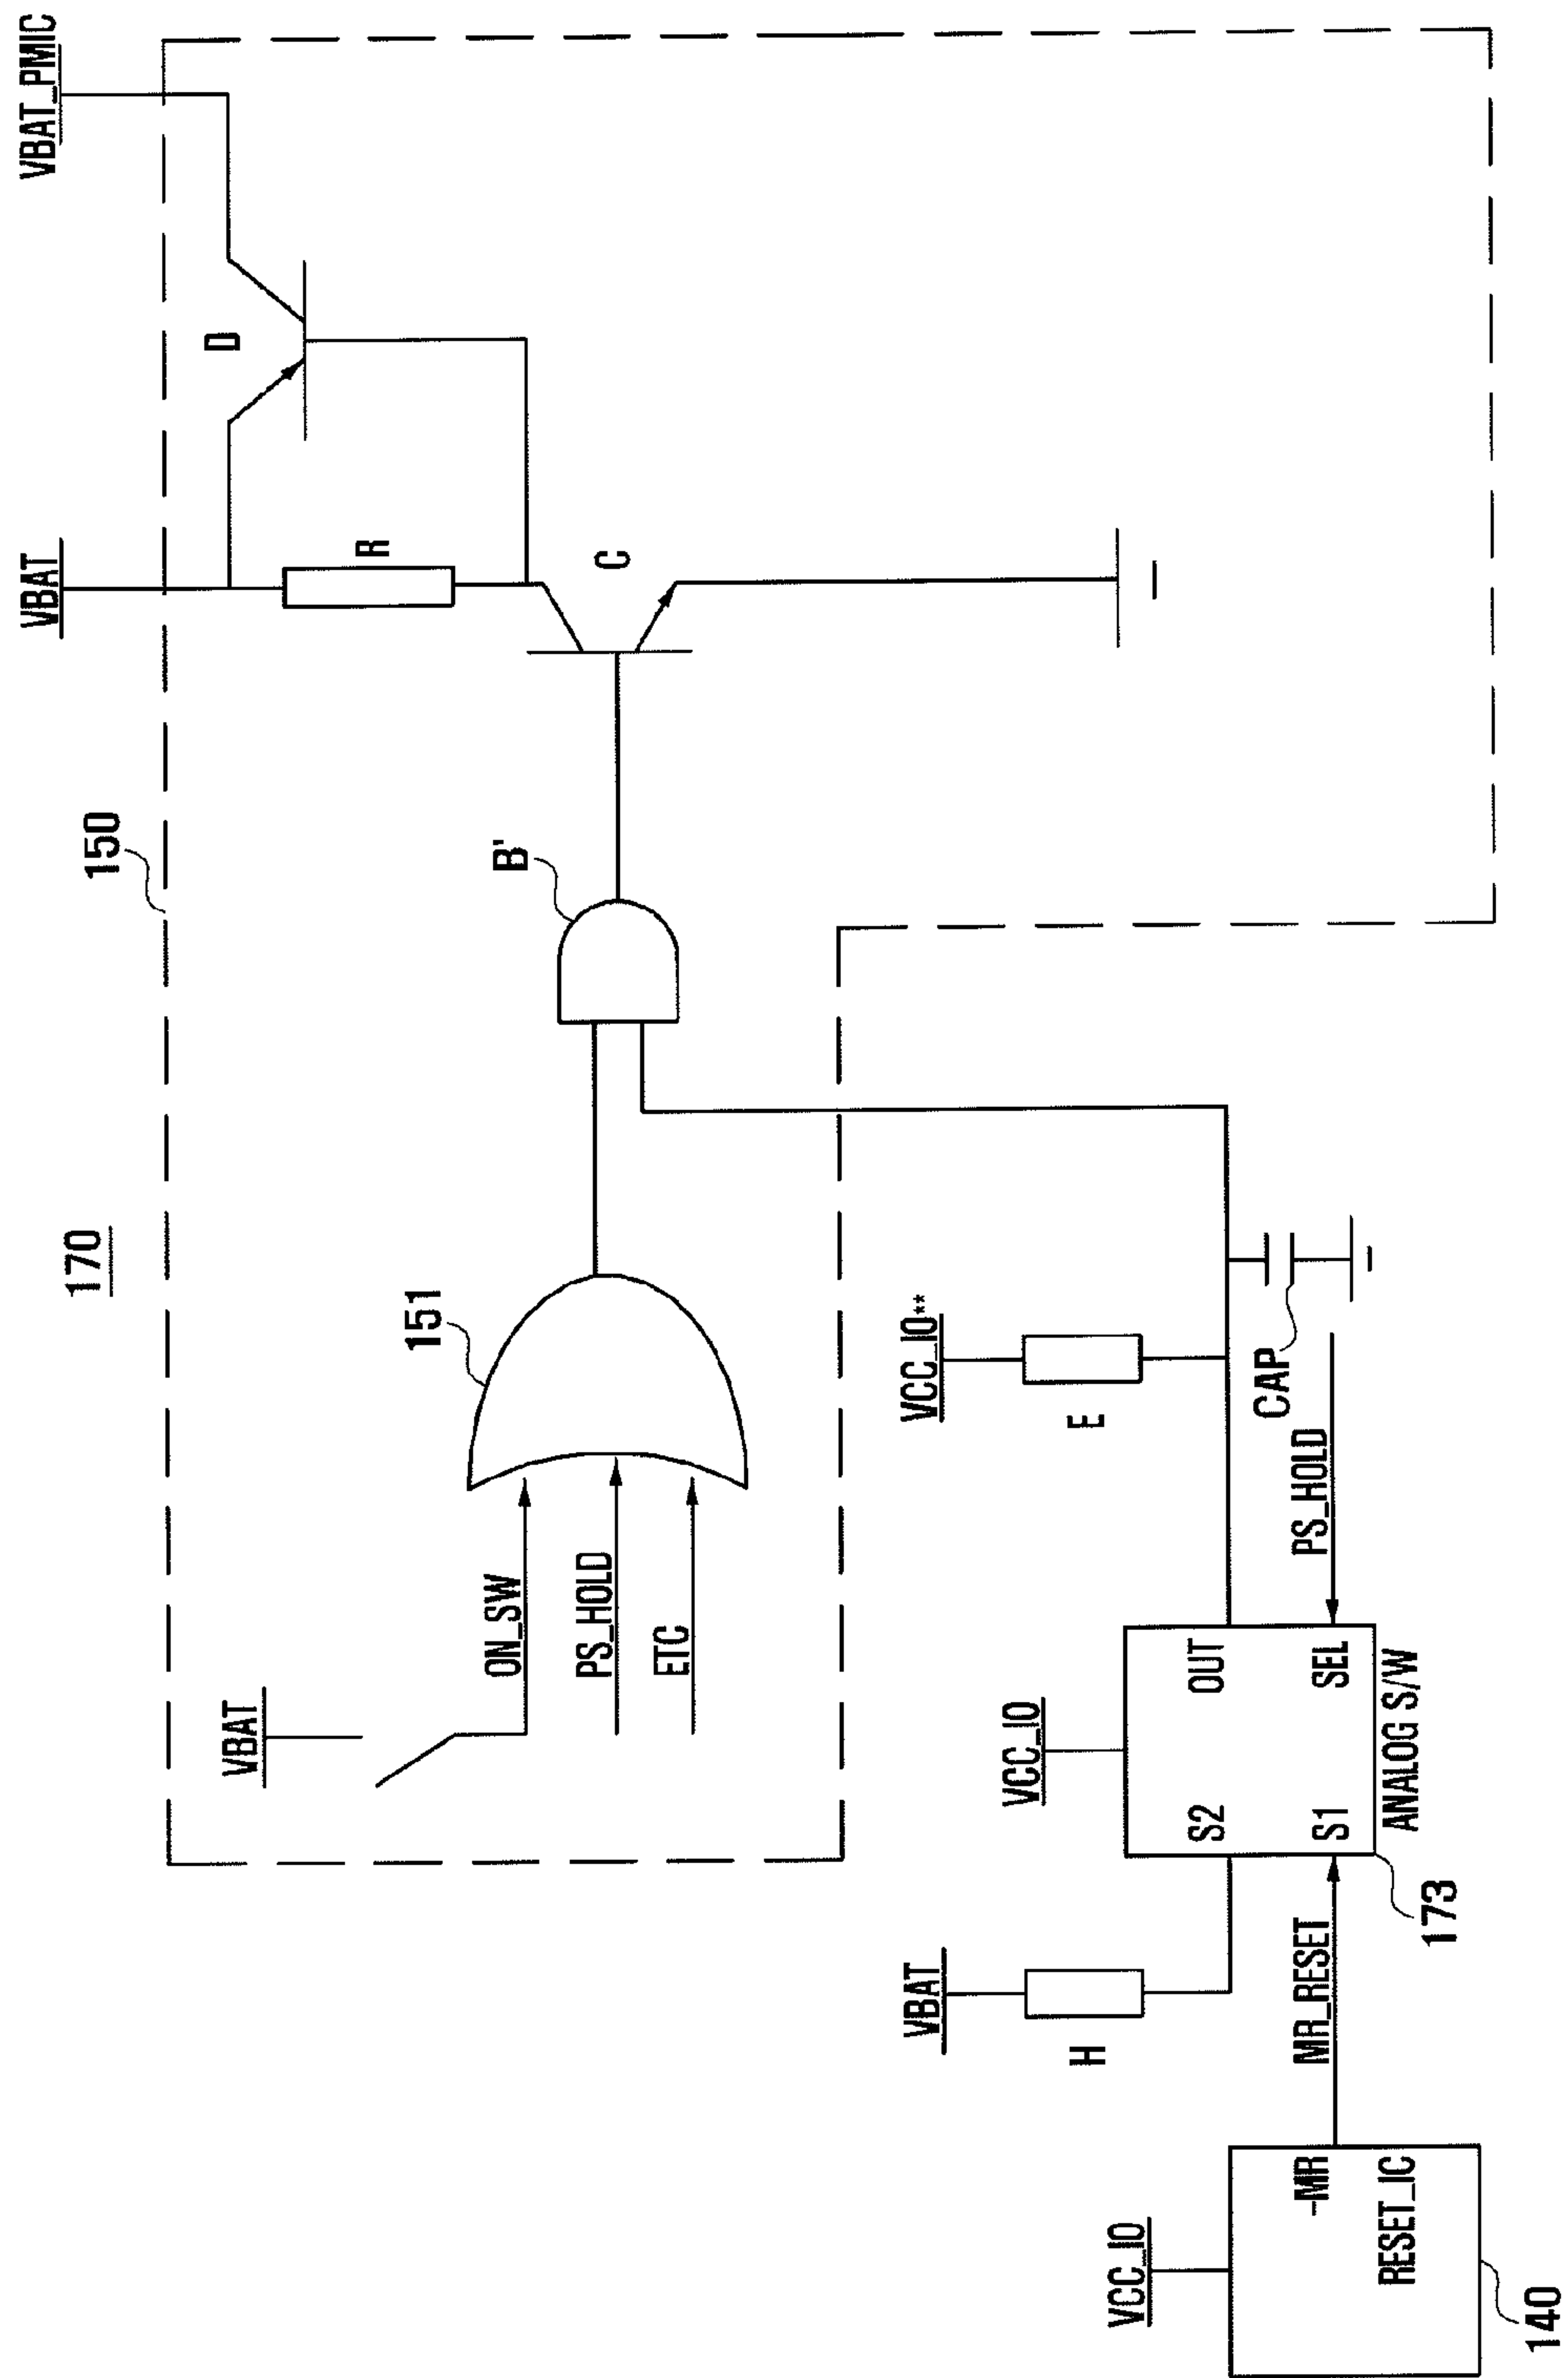 170
150
VBAT
VBAT_PMIC
D
R
C
B'
151
VBAT
ON_SW
PS_HOLD
ETC
VCC_IO**
E
CAP
PS_HOLD
VCC_IO
S2
OUT
S1
SEL
ANALOG S/W
173
VBAT
H
MR_RESET
VCC_IO
-MR
RESET_IC
140